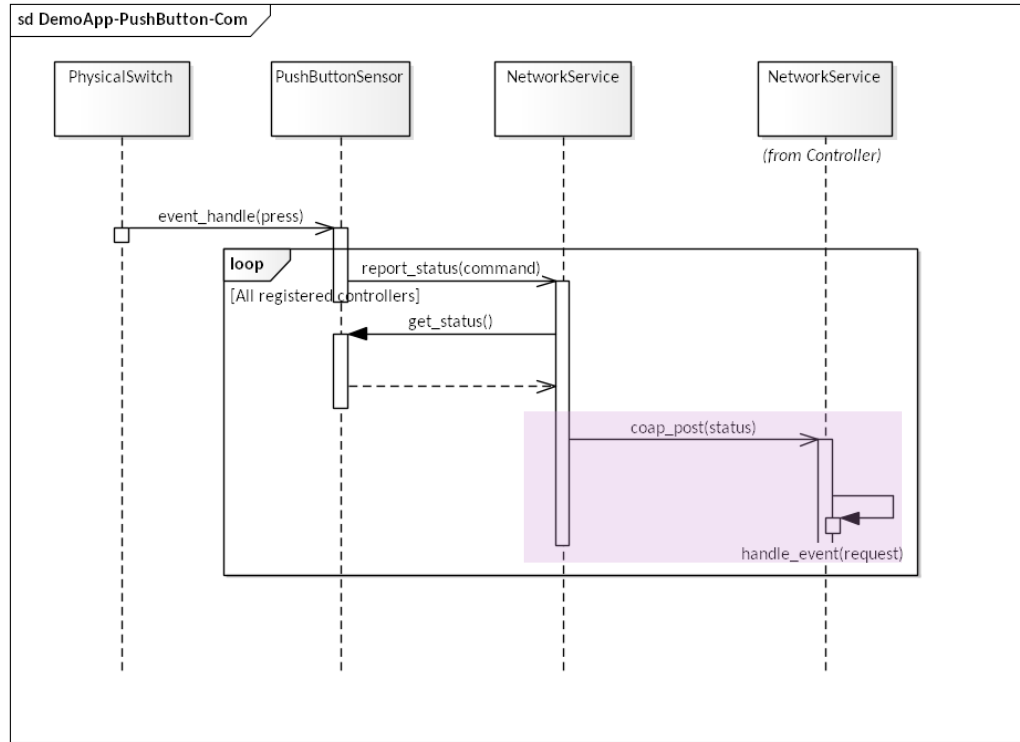 sd DemoApp-PushButton-Com
PhysicalSwitch
PushButtonSensor
NetworkService
NetworkService
(from Controller)
event_handle(press)
loop
report_status(command)
[All registered controllers]
get_status()
coap_post(status)
handle_event(request)